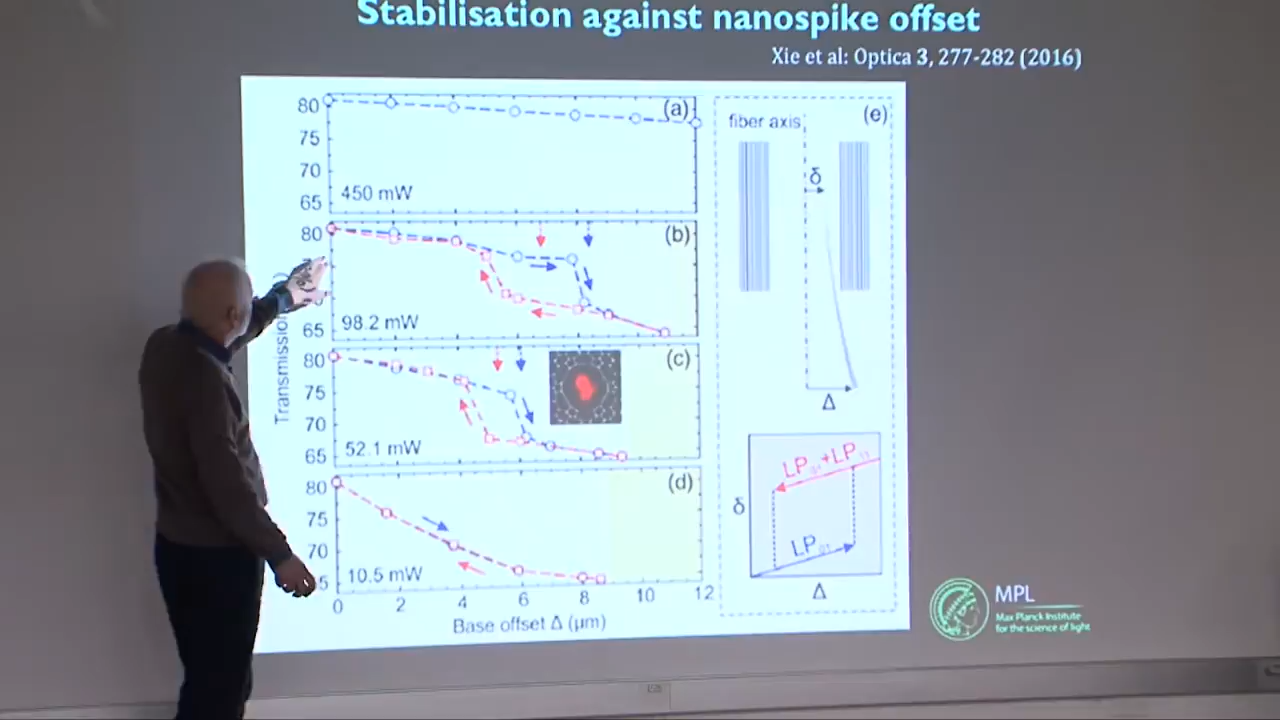 Stabilisation against nanospike offset
Xie et al: Optica 3, 277-282 (2016)
80
75
70
65
(a)
450 mW
80
65
(b)
98.2 mW
80
75
65
(c)
52.1 mW
80
75
70
(d)
10.5 mW
0 2 4 6 8 10 12
Base offset Δ (μm)
Transmission
(e)
fiber axis
δ
Δ
LP01+LP11
LP01
δ
Δ
MPL
Max Planck Institute
for the science of light